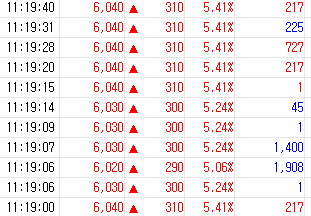 11:19:40 6,040 ▲ 310 5.41% 217
11:19:31 6,040 ▲ 310 5.41% 225
11:19:28 6,040 ▲ 310 5.41% 727
11:19:20 6,040 ▲ 310 5.41% 217
11:19:15 6,040 ▲ 310 5.41% 1
11:19:14 6,030 ▲ 300 5.24% 45
11:19:09 6,030 ▲ 300 5.24% 1
11:19:07 6,030 ▲ 300 5.24% 1,400
11:19:06 6,020 ▲ 290 5.06% 1,908
11:19:06 6,030 ▲ 300 5.24% 1
11:19:00 6,040 ▲ 310 5.41% 217